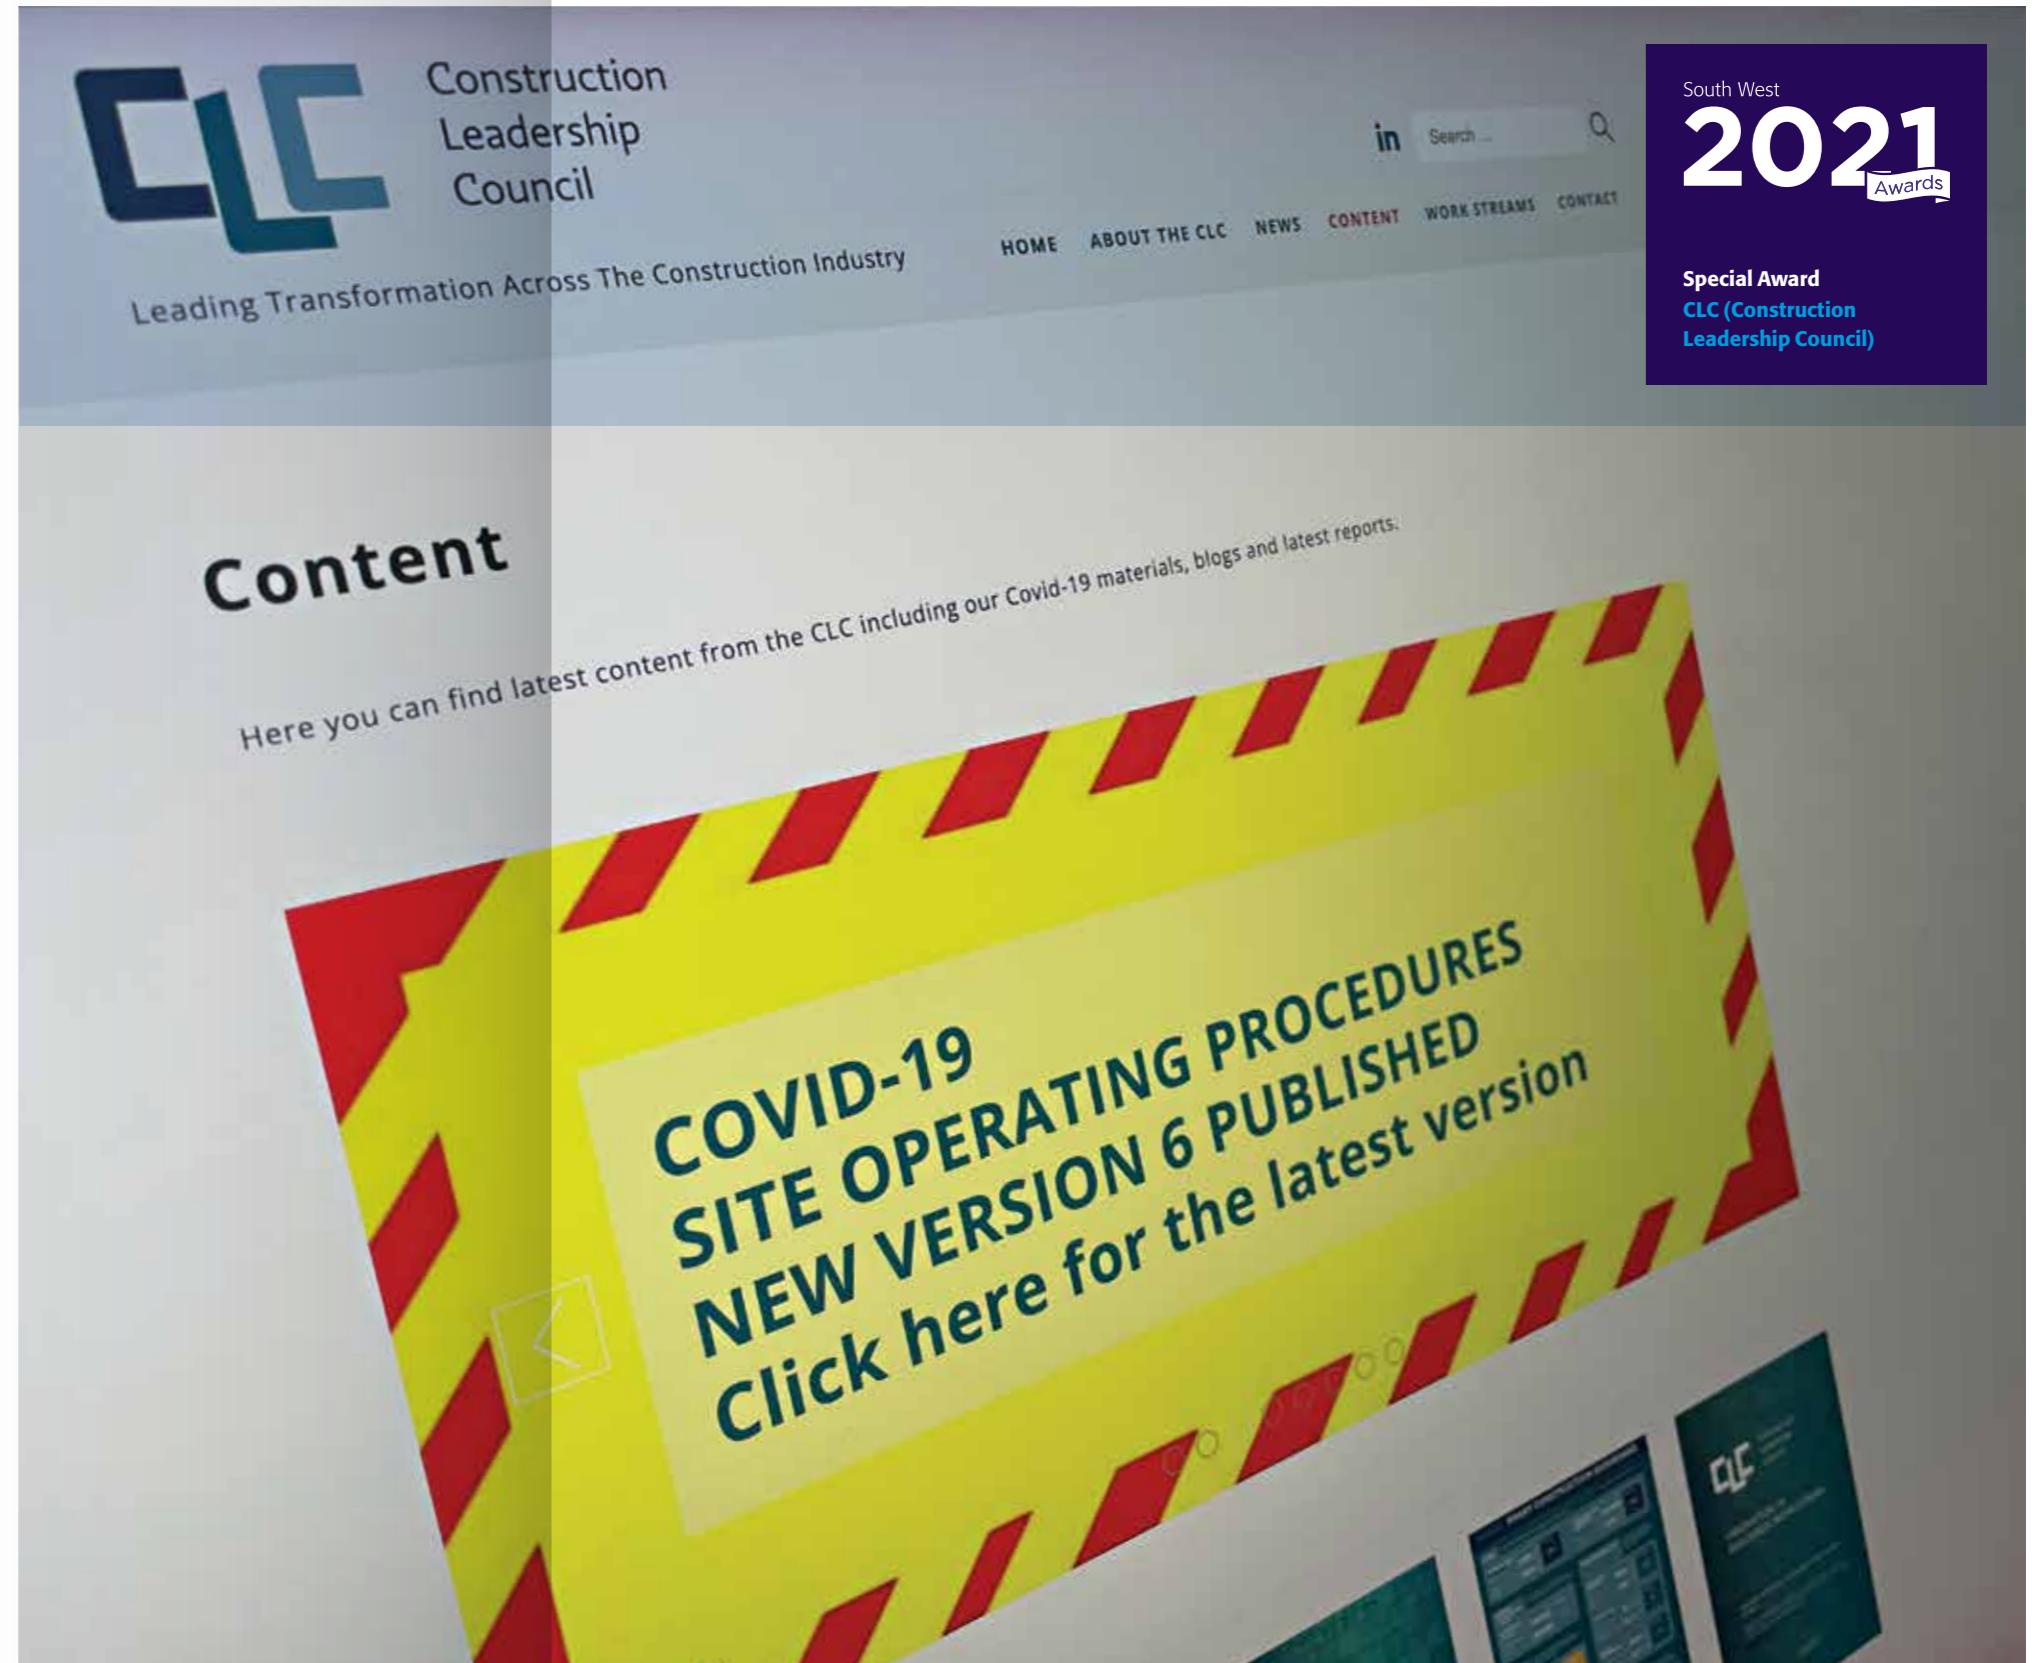 CLC
Construction
Leadership
Council
Leading Transformation Across The Construction Industry
in
Search ...
HOME ABOUT THE CLC NEWS CONTENT WORK STREAMS CONTACT
South West
2021
Awards
Special Award
CLC (Construction
Leadership Council)
Content
Here you can find latest content from the CLC including our Covid-19 materials, blogs and latest reports.
COVID-19
SITE OPERATING PROCEDURES
NEW VERSION 6 PUBLISHED
Click here for the latest version
CLC